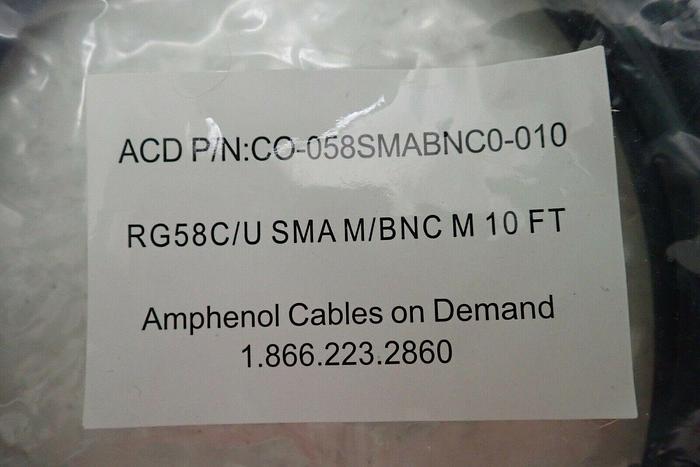 ACD P/N:CO-058SMABNC0-010
RG58C/U SMA M/BNC M 10 FT
Amphenol Cables on Demand
1.866.223.2860